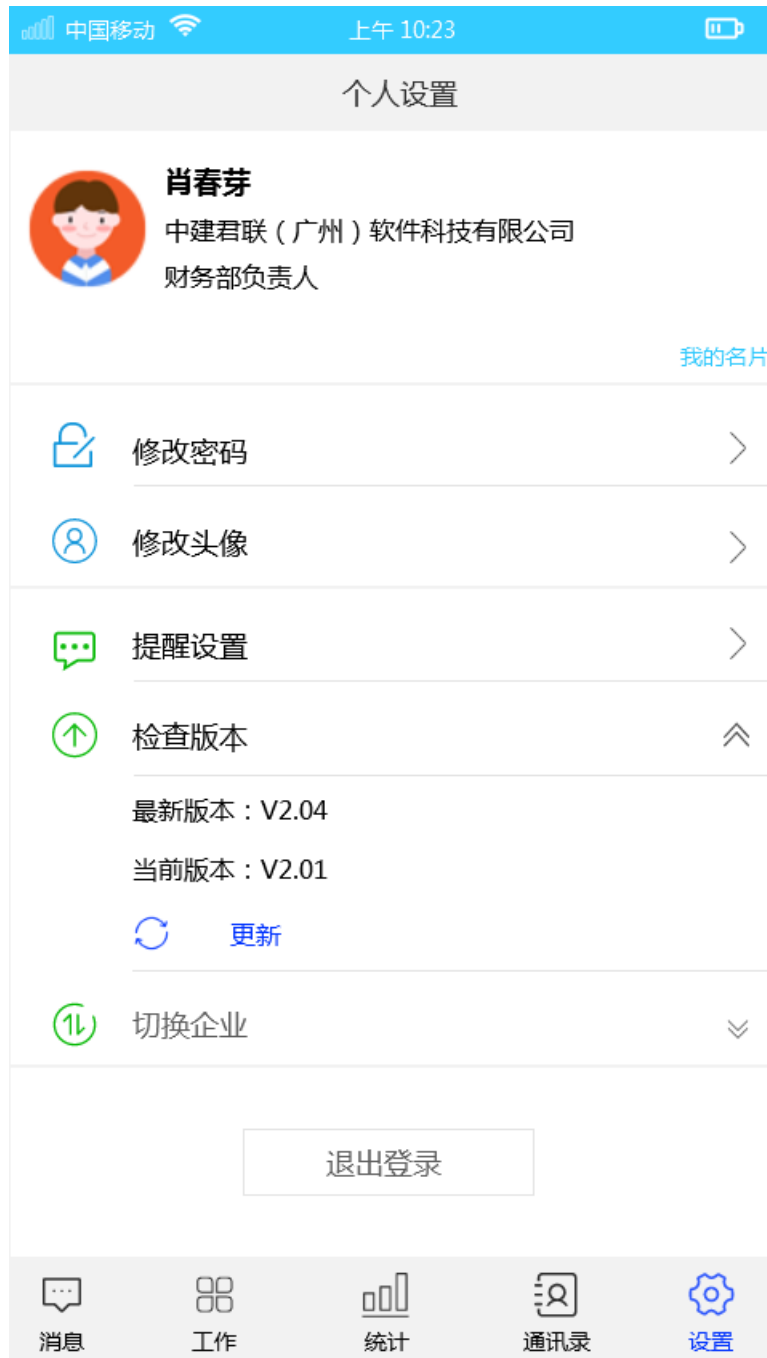 中国移动 上午 10:23
个人设置
肖春芽
中建君联（广州）软件科技有限公司
财务部负责人
我的名片
修改密码
修改头像
提醒设置
检查版本
最新版本：V2.04
当前版本：V2.01
更新
切换企业
退出登录
消息 工作 统计 通讯录 设置